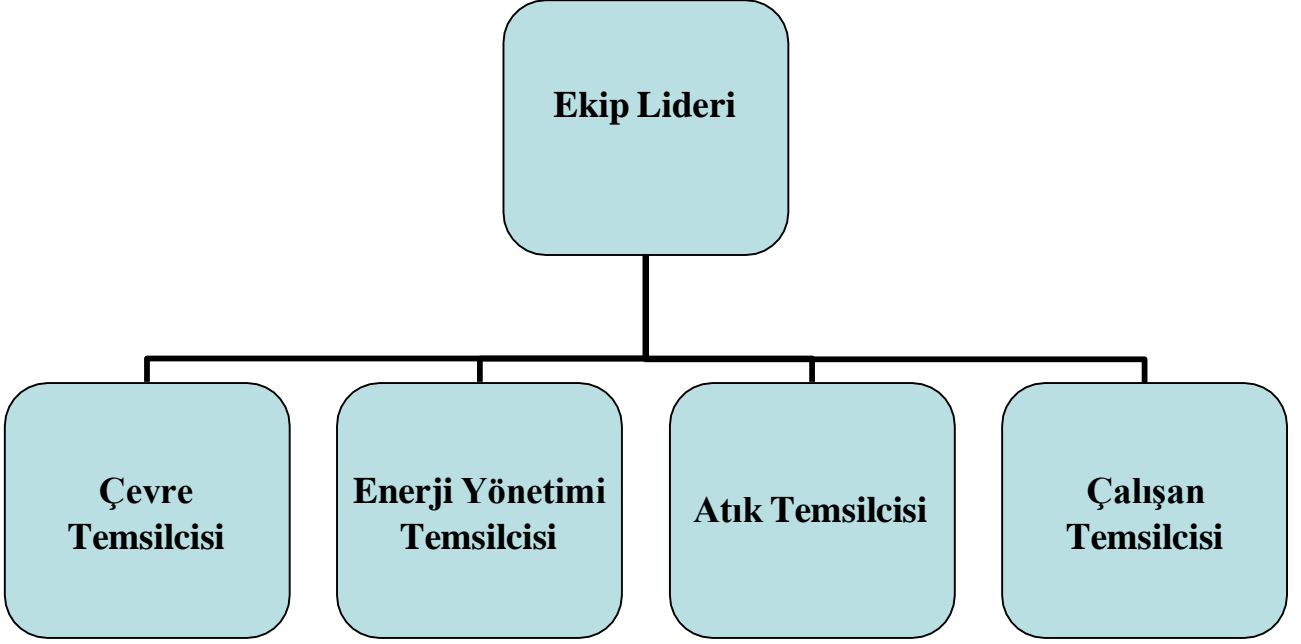 Ekip Lideri
Çevre
Temsilcisi
Enerji Yönetimi
Temsilcisi
Atık Temsilcisi
Çalışan
Temsilcisi